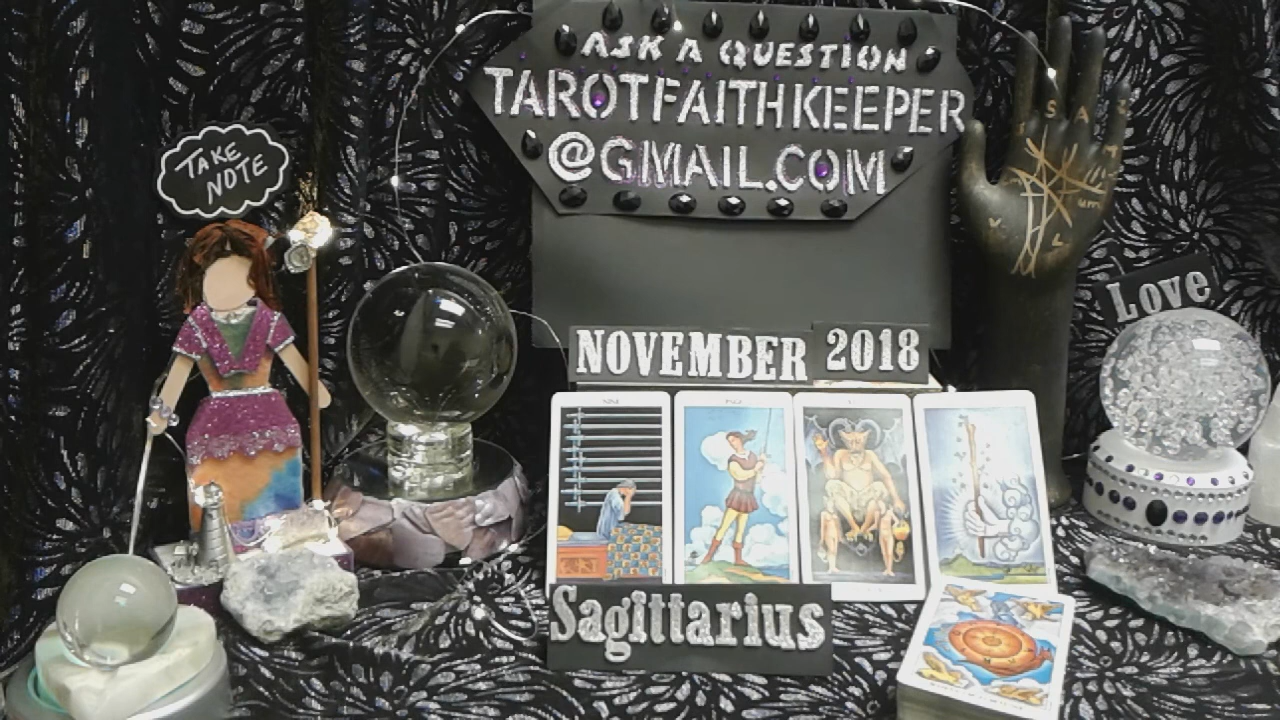 ASK A QUESTION
TAROTFAITHKEEPER
@GMAIL.COM
TAKE
NOTE
Love
NOVEMBER 2018
Sagittarius